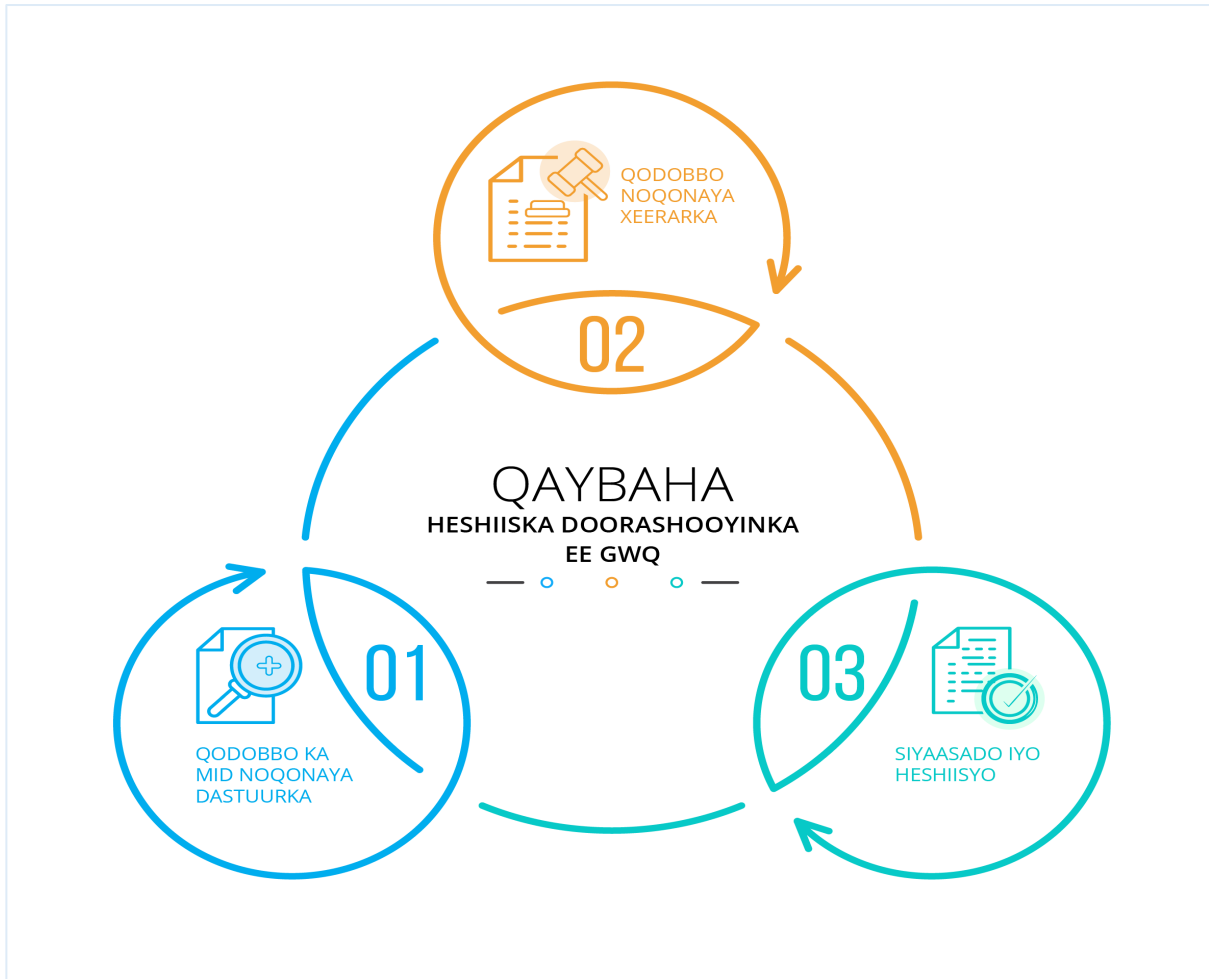 QAYBAHA
HESHIISKA DOORASHOOYINKA
EE GWQ
01
QODOBBO KA
MID NOQONAYA
DASTUURKA
02
QODOBBO
NOQONAYA
XEERARKA
03
SIYAASADO IYO
HESHIISYO